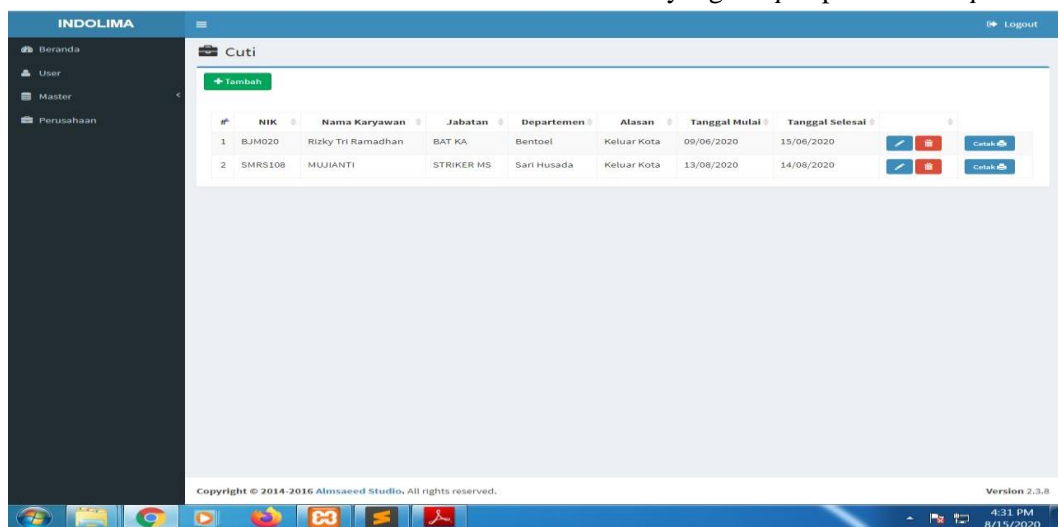 INDOLIMA
Logout
Beranda
User
Master
Perusahaan
Cuti
Tambah
# NIK Nama Karyawan Jabatan Departemen Alasan Tanggal Mulai Tanggal Selesai
1 BJM020 Rizky Tri Ramadhan BAT KA Bentoel Keluar Kota 09/06/2020 15/06/2020 Cetak
2 SMRS108 MUJIANTI STRIKER MS Sari Husada Keluar Kota 13/08/2020 14/08/2020 Cetak
Copyright © 2014-2016 Almsaeed Studio. All rights reserved. Version 2.3.8
4:31 PM
8/15/2020